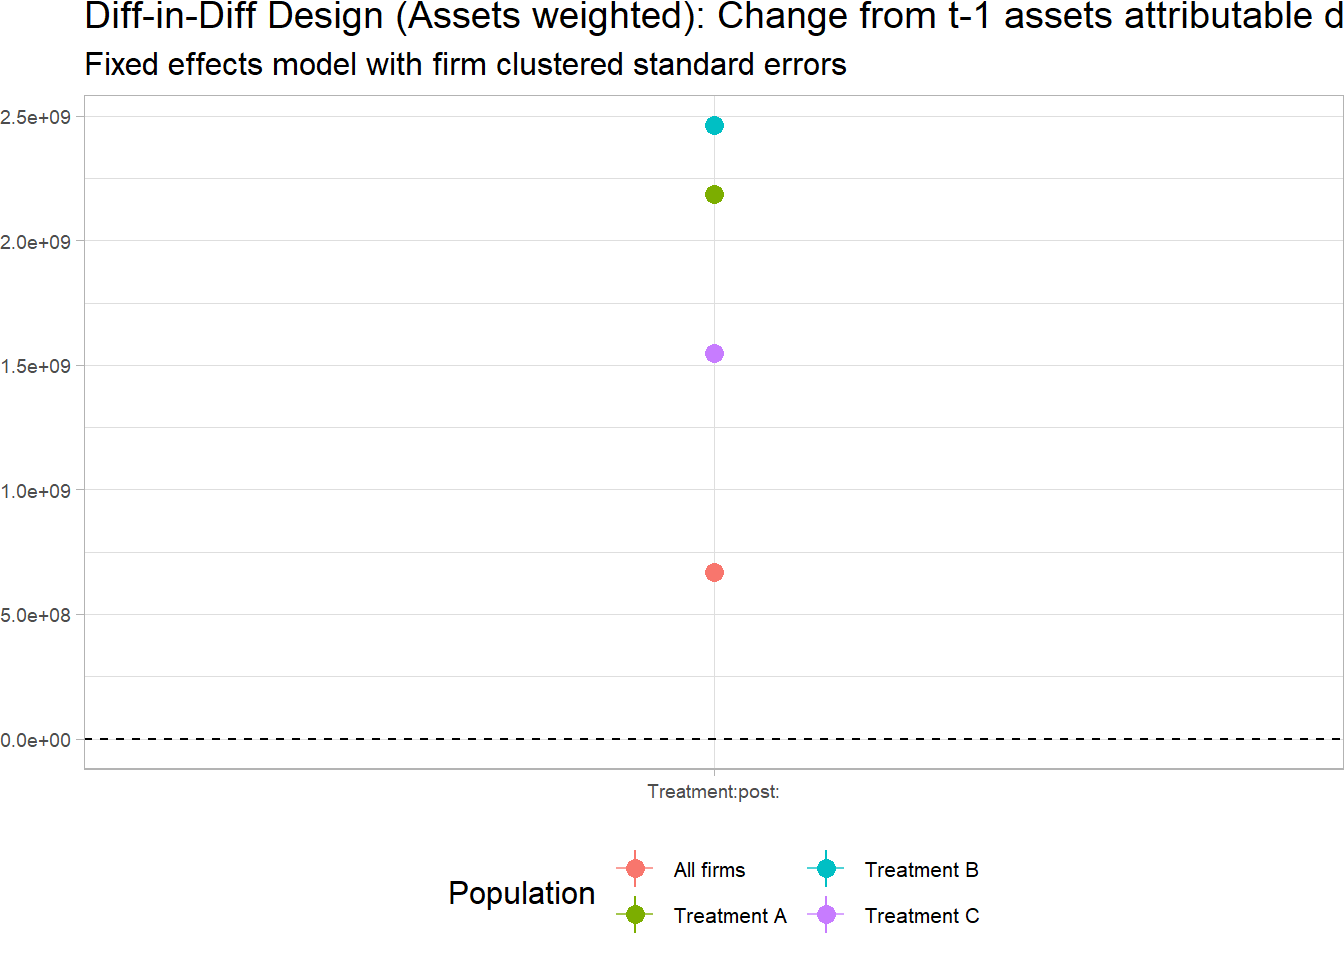 Diff-in-Diff Design (Assets weighted): Change from t-1 assets attributable d
Fixed effects model with firm clustered standard errors
2.5e+09
2.0e+09
1.5e+09
1.0e+09
5.0e+08
0.0e+00
Treatment:post:
Population
All firms
Treatment B
Treatment A
Treatment C